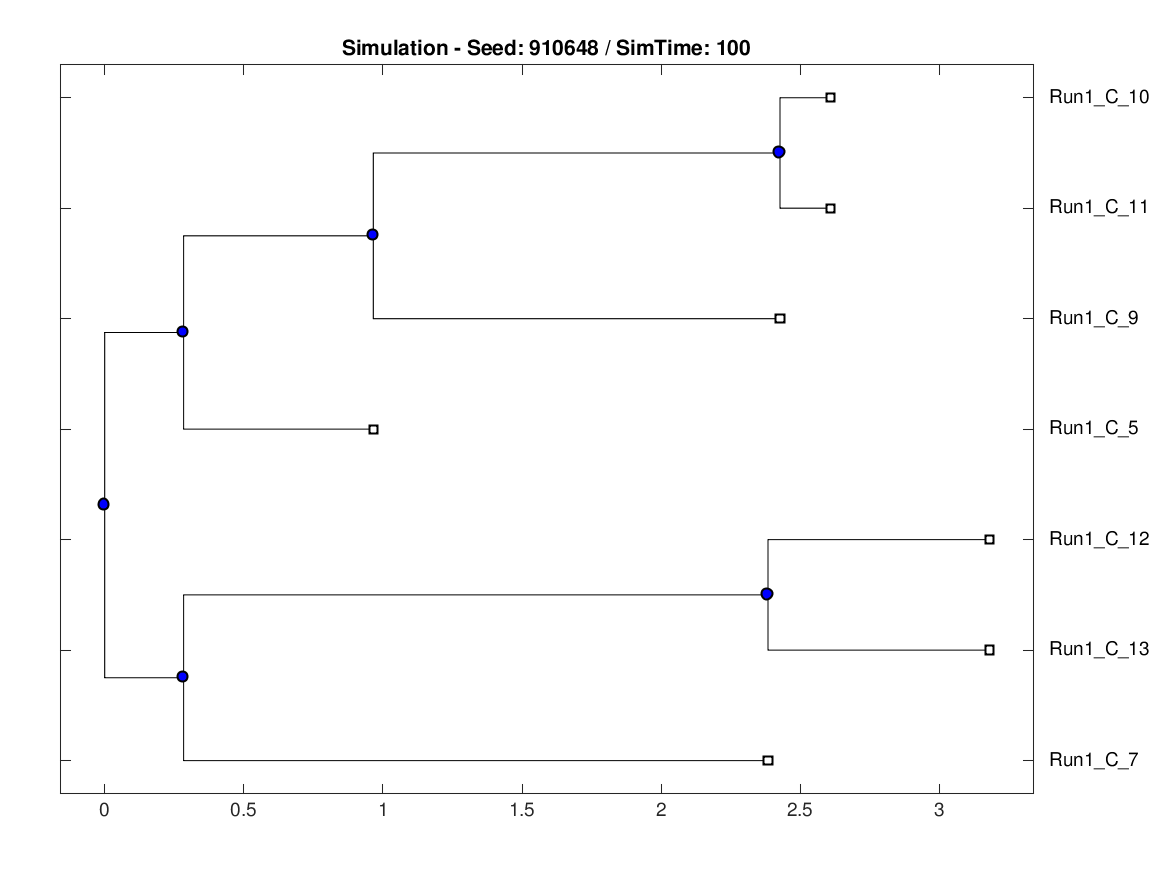 Simulation - Seed: 910648 / SimTime: 100
Run1_C_10
Run1_C_11
Run1_C_9
Run1_C_5
Run1_C_12
Run1_C_13
Run1_C_7
0 0.5 1 1.5 2 2.5 3